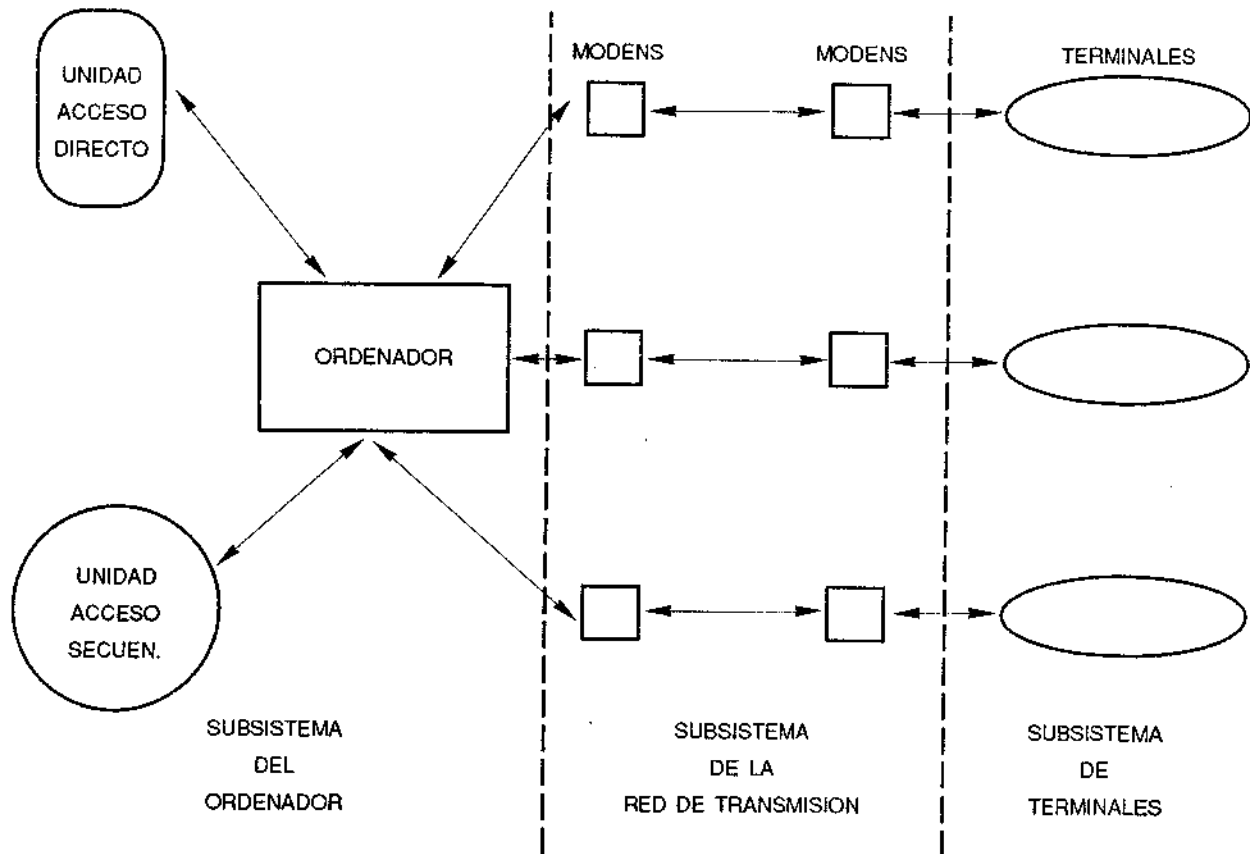 UNIDAD
ACCESO
DIRECTO
MODENS
MODENS
TERMINALES
ORDENADOR
UNIDAD
ACCESO
SECUEN.
SUBSISTEMA
DEL
ORDENADOR
SUBSISTEMA
DE LA
RED DE TRANSMISION
SUBSISTEMA
DE
TERMINALES